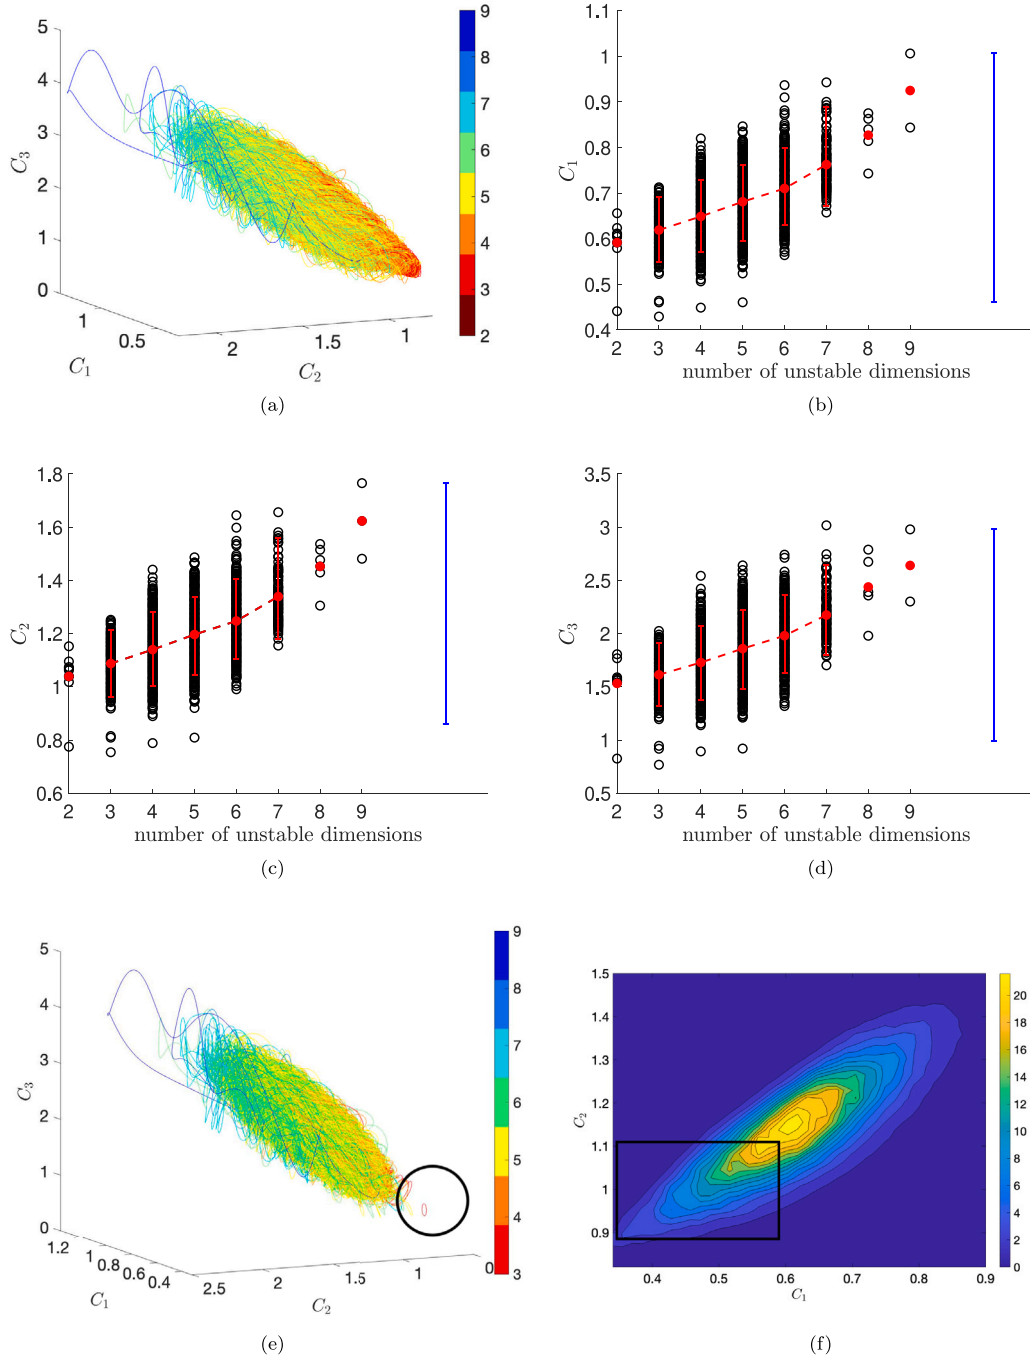 5
4
3
2
1
0
C3
1
0.5
C1
2
1.5
1
C2
9
8
7
6
5
4
3
2
(a)
1.1
1
0.9
0.8
0.7
0.6
0.5
0.4
C1
2 3 4 5 6 7 8 9
number of unstable dimensions
(b)
1.8
1.6
1.4
1.2
1
0.8
0.6
C2
2 3 4 5 6 7 8 9
number of unstable dimensions
(c)
3.5
3
2.5
2
1.5
1
0.5
C3
2 3 4 5 6 7 8 9
number of unstable dimensions
(d)
5
4
3
2
1
0
C3
1.2 1 0.8 0.6 0.4
C1
2.5 2 1.5 1 0
C2
9
8
7
6
5
4
3
(e)
1.5
1.4
1.3
1.2
1.1
1
0.9
C2
0.4 0.5 0.6 0.7 0.8 0.9
C1
20
18
16
14
12
10
8
6
4
2
0
(f)